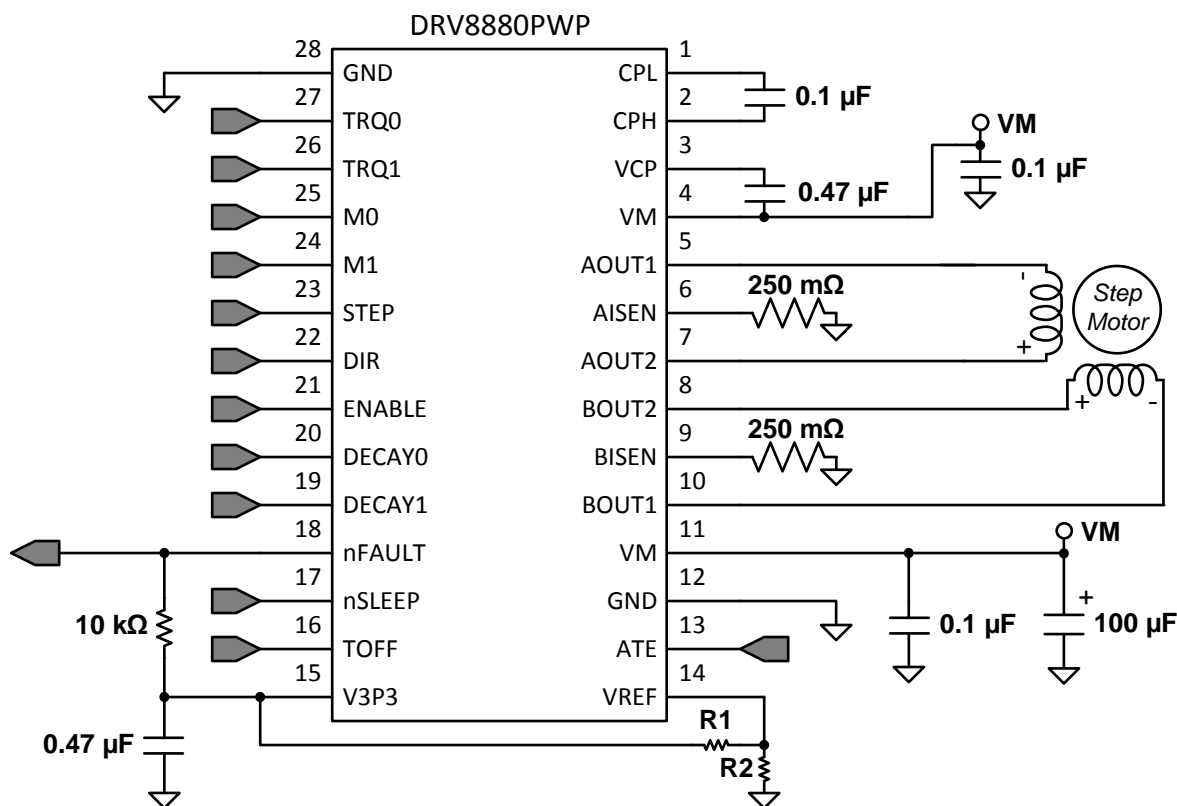 DRV8880PWP
28
GND
27
TRQ0
26
TRQ1
25
M0
24
M1
23
STEP
22
DIR
21
ENABLE
20
DECAY0
19
DECAY1
18
nFAULT
17
nSLEEP
16
TOFF
15
V3P3
1
CPL
2
CPH
3
VCP
4
VM
5
AOUT1
6
AISEN
7
AOUT2
8
BOUT2
9
BISEN
10
BOUT1
11
VM
12
GND
13
ATE
14
VREF
0.1 µF
VM
0.1 µF
0.47 µF
250 mΩ
-
+
Step
Motor
+ -
250 mΩ
VM
+
0.1 µF
100 µF
10 kΩ
0.47 µF
R1
R2